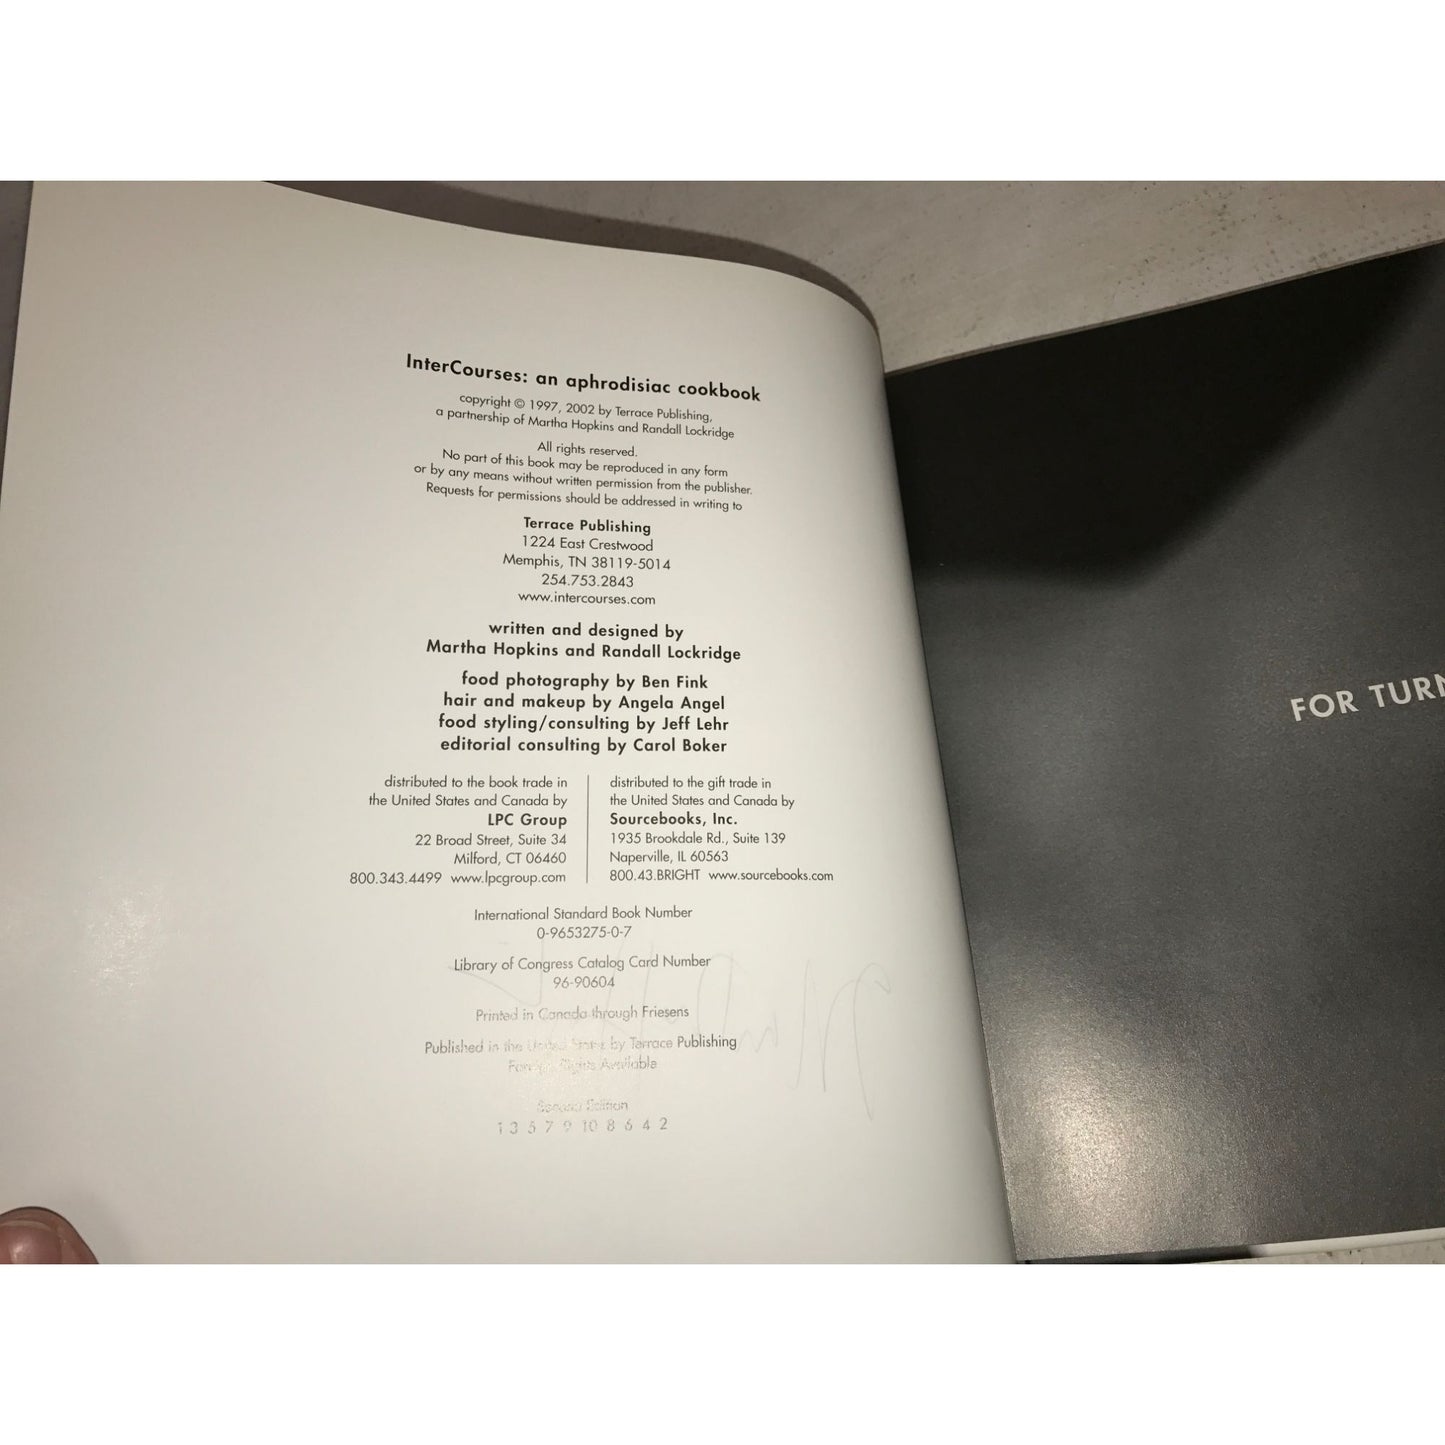 InterCourses: an aphrodisiac cookbook
copyright © 1997, 2002 by Terrace Publishing,
a partnership of Martha Hopkins and Randall Lockridge
All rights reserved.
No part of this book may be reproduced in any form
or by any means without written permission from the publisher.
Requests for permissions should be addressed in writing to
Terrace Publishing
1224 East Crestwood
Memphis, TN 38119-5014
254.753.2843
www.intercourses.com
written and designed by
Martha Hopkins and Randall Lockridge
food photography by Ben Fink
hair and makeup by Angela Angel
food styling/consulting by Jeff Lehr
editorial consulting by Carol Boker
distributed to the book trade in
the United States and Canada by
LPC Group
22 Broad Street, Suite 34
Milford, CT 06460
800.343.4499 www.lpcgroup.com
distributed to the gift trade in
the United States and Canada by
Sourcebooks, Inc.
1935 Brookdale Rd., Suite 139
Naperville, IL 60563
800.43.BRIGHT www.sourcebooks.com
International Standard Book Number
0-9653275-0-7
Library of Congress Catalog Card Number
96-90604
Printed in Canada through Friesens
Published in the United States by Terrace Publishing
Foreign Rights Available
Second Edition
1 3 5 7 9 10 8 6 4 2
FOR TURN